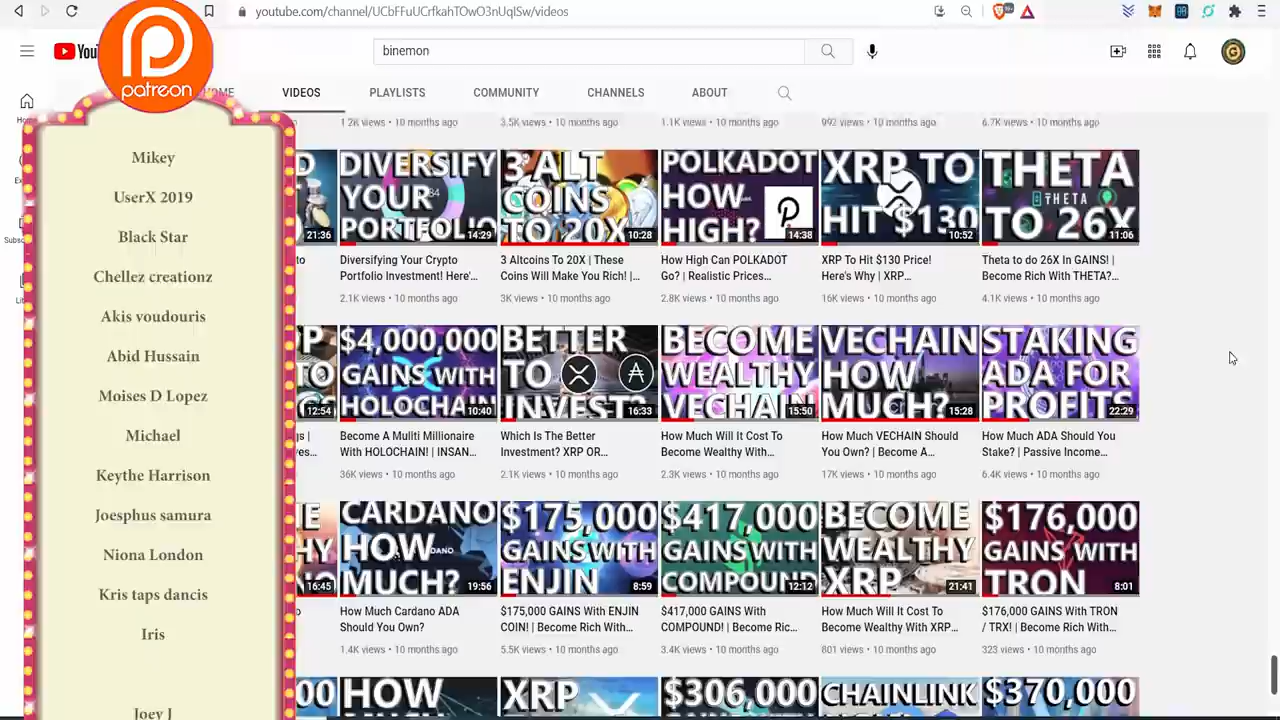 youtube.com/channel/UCbFFuUCrfkahTOwO3nUqlSw/videos
You
binemon
patreon
OME
VIDEOS
PLAYLISTS
COMMUNITY
CHANNELS
ABOUT
1.2K views • 10 months ago
3.5K views • 10 months ago
1.1K views • 10 months ago
992 views • 10 months ago
6.7K views • 10 months ago
Mikey
UserX 2019
Black Star
Chellez creationz
Akis voudouris
Abid Hussain
Moises D Lopez
Michael
Keythe Harrison
Joesphus samura
Niona London
Kris taps dancis
Iris
Joey J
21:36
DIVERSIFY
YOUR
PORTFOLIO
14:29
3 ALT
COINS
TO 20X
10:28
POLKADOT
HOW
HIGH?
14:38
XRP TO
HIT $130
10:52
THETA
THETA
TO 26X
11:06
Diversifying Your Crypto
Portfolio Investment! Here'...
2.1K views • 10 months ago
3 Altcoins To 20X | These
Coins Will Make You Rich! |...
3K views • 10 months ago
How High Can POLKADOT
Go? | Realistic Prices...
2.8K views • 10 months ago
XRP To Hit $130 Price!
Here's Why | XRP...
16K views • 10 months ago
Theta to do 26X In GAINS! |
Become Rich With THETA?...
4.1K views • 10 months ago
12:54
$4,000,000
GAINS WITH
HOLOCHAIN
10:40
BETTER
TO
INVEST?
16:33
BECOME
WEALTHY
VECHAIN
15:50
VECHAIN
HOW
MUCH?
15:28
STAKING
ADA FOR
PROFITS
22:29
Become A Muliti Millionaire
With HOLOCHAIN! | INSAN...
36K views • 10 months ago
Which Is The Better
Investment? XRP OR...
2.1K views • 10 months ago
How Much Will It Cost To
Become Wealthy With...
2.3K views • 10 months ago
How Much VECHAIN Should
You Own? | Become A...
17K views • 10 months ago
How Much ADA Should You
Stake? | Passive Income...
6.4K views • 10 months ago
16:45
CARDANO
HOW
MUCH?
19:56
$175,000
GAINS WITH
ENJIN
8:59
$417,000
GAINS WITH
COMPOUND
12:12
BECOME
WEALTHY
XRP
21:41
$176,000
GAINS WITH
TRON
8:01
How Much Cardano ADA
Should You Own?
1.4K views • 10 months ago
$175,000 GAINS With ENJIN
COIN! | Become Rich With...
5.5K views • 10 months ago
$417,000 GAINS With
COMPOUND! | Become Ric...
3.4K views • 10 months ago
How Much Will It Cost To
Become Wealthy With XRP...
801 views • 10 months ago
$176,000 GAINS With TRON
/ TRX! | Become Rich With...
323 views • 10 months ago
HOW
XRP
$306,000
CHAINLINK
$370,000